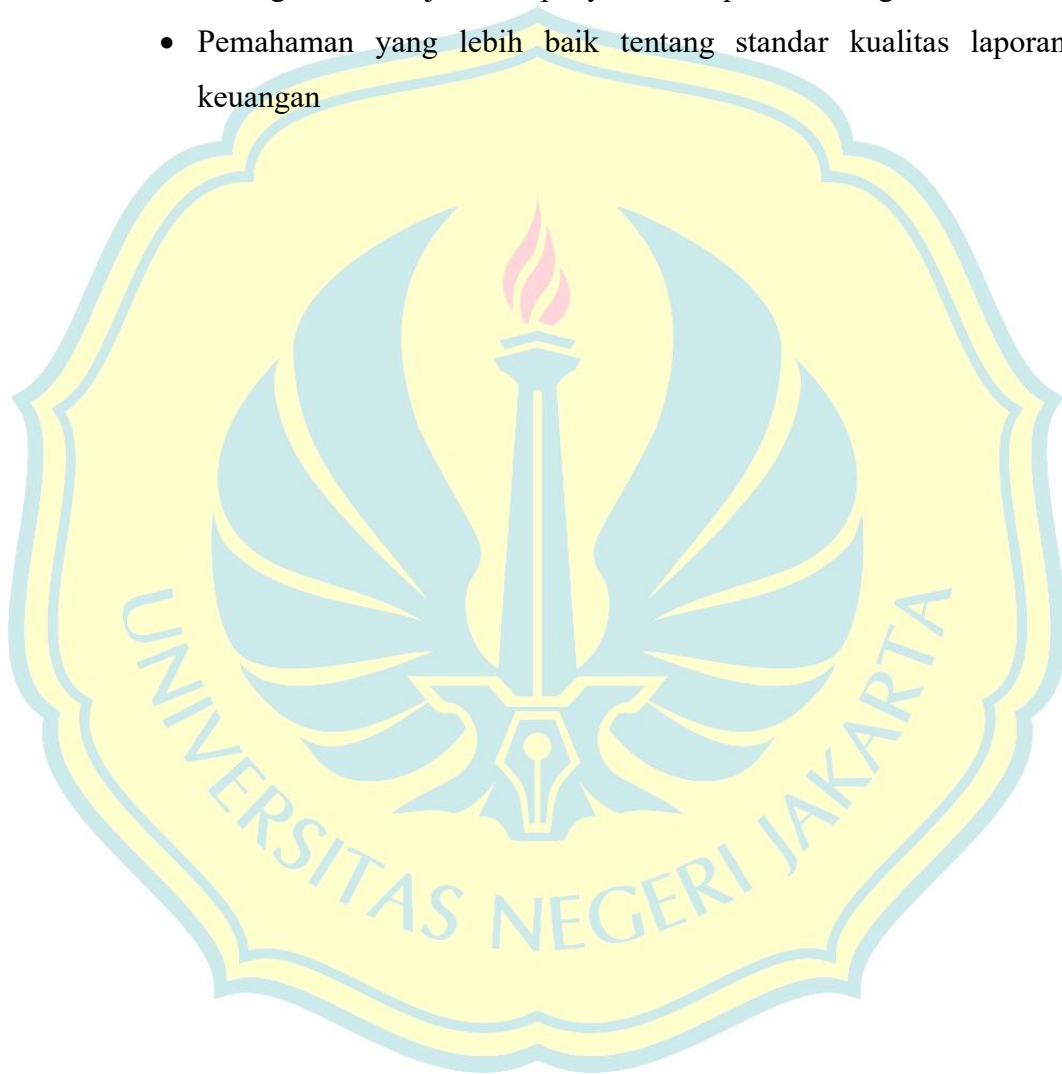 • Pemahaman yang lebih baik tentang standar kualitas laporan
keuangan
UNIVERSITAS NEGERI JAKARTA